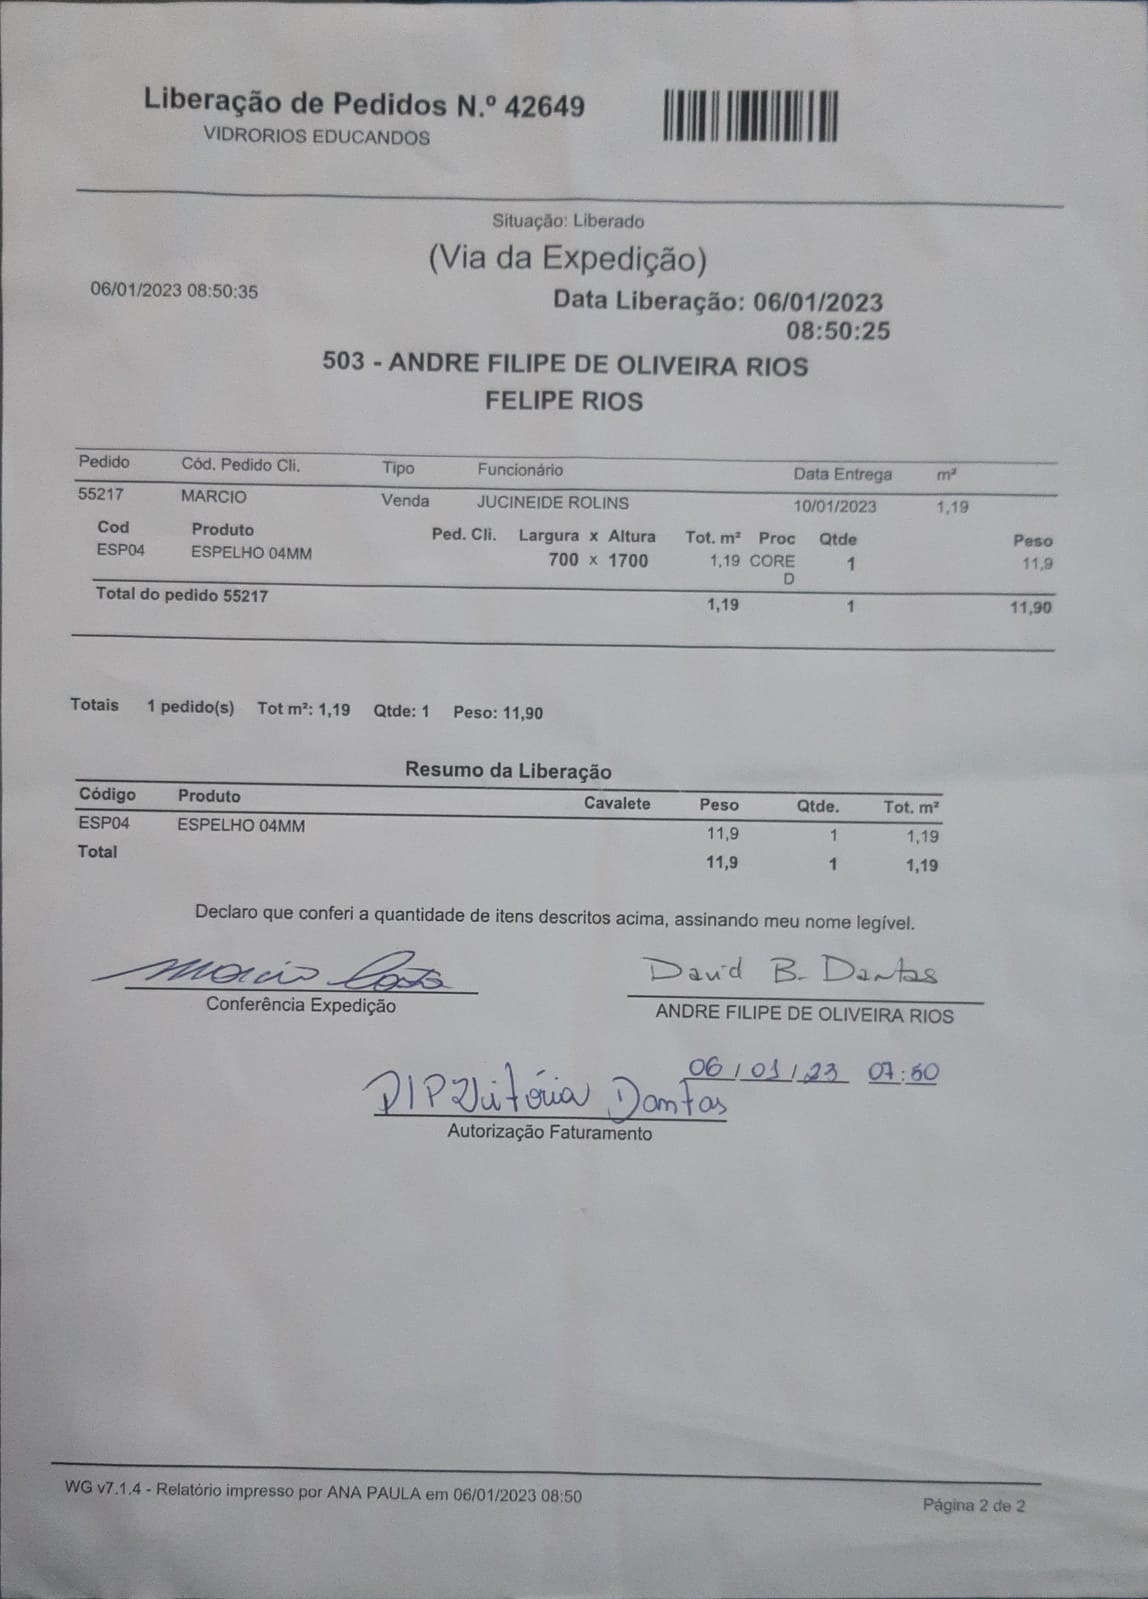 Liberação de Pedidos N.º 42649
VIDRORIOS EDUCANDOS
Situação: Liberado
(Via da Expedição)
06/01/2023 08:50:35
Data Liberação: 06/01/2023
08:50:25
503 - ANDRE FILIPE DE OLIVEIRA RIOS
FELIPE RIOS
Pedido Cód. Pedido Cli. Tipo Funcionário Data Entrega m²
55217 MARCIO Venda JUCINEIDE ROLINS 10/01/2023 1,19
Cod Produto Ped. Cli. Largura x Altura Tot. m² Proc Qtde Peso
ESP04 ESPELHO 04MM 700 x 1700 1,19 CORE 1 11,9
D
Total do pedido 55217 1,19 1 11,90
Totais 1 pedido(s) Tot m²: 1,19 Qtde: 1 Peso: 11,90
Resumo da Liberação
Código Produto Cavalete Peso Qtde. Tot. m²
ESP04 ESPELHO 04MM 11,9 1 1,19
Total 11,9 1 1,19
Declaro que conferi a quantidade de itens descritos acima, assinando meu nome legível.
Marcio Costa David B. Dantas
Conferência Expedição ANDRE FILIPE DE OLIVEIRA RIOS
06/01/23 07:50
Vitória Dantas
Autorização Faturamento
WG v7.1.4 - Relatório impresso por ANA PAULA em 06/01/2023 08:50
Página 2 de 2